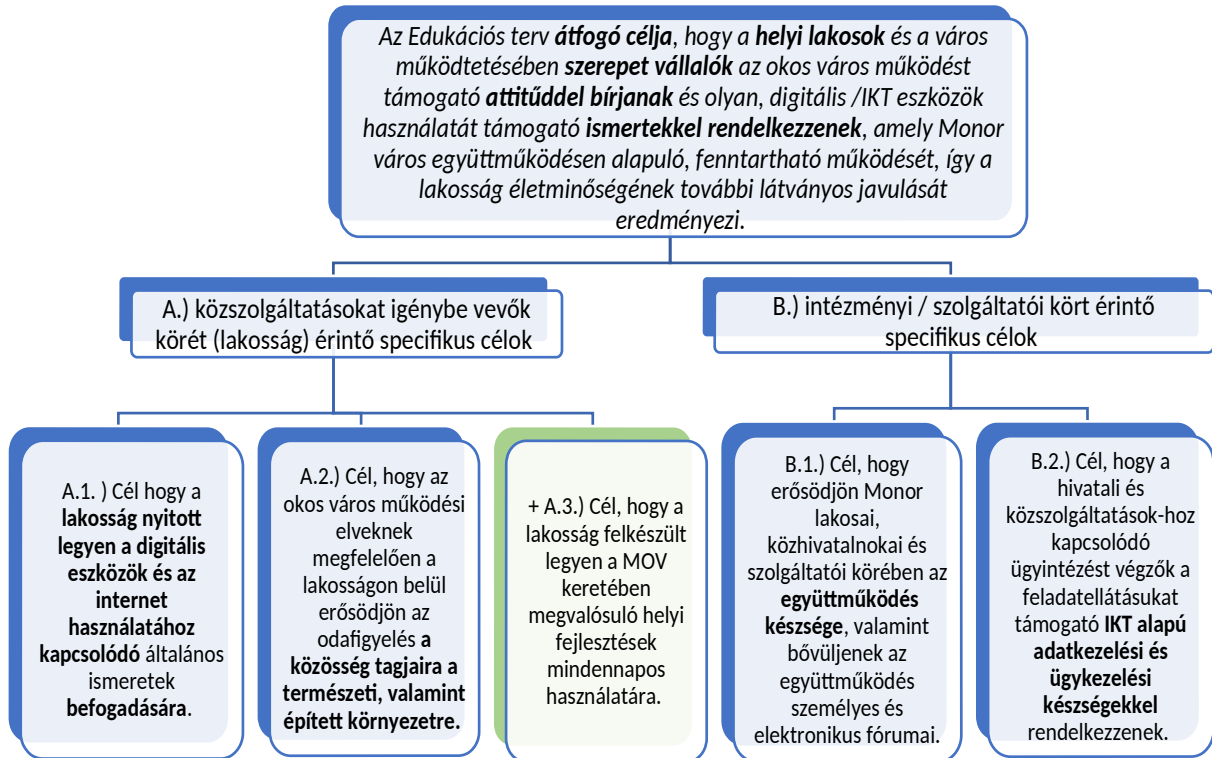 Az Edukációs terv átfogó célja, hogy a helyi lakosok és a város
működtetésében szerepet vállalók az okos város működést
támogató attitűddel bírjanak és olyan, digitális /IKT eszközök
használatát támogató ismertekkel rendelkezzenek, amely Monor
város együttműködésen alapuló, fenntartható működését, így a
lakosság életminőségének további látványos javulását
eredményezi.
A.) közszolgáltatásokat igénybe vevők
körét (lakosság) érintő specifikus célok
B.) intézményi / szolgáltatói kört érintő
specifikus célok
A.1. ) Cél hogy a
lakosság nyitott
legyen a digitális
eszközök és az
internet
használatához
kapcsolódó általános
ismeretek
befogadására.
A.2.) Cél, hogy az
okos város működési
elveknek
megfelelően a
lakosságon belül
erősödjön az
odafigyelés a
közösség tagjaira a
természeti, valamint
épített környezetre.
+ A.3.) Cél, hogy a
lakosság felkészült
legyen a MOV
keretében
megvalósuló helyi
fejlesztések
mindennapos
használatára.
B.1.) Cél, hogy
erősödjön Monor
lakosai,
közhivatalnokai és
szolgáltatói körében az
együttműködés
készsége, valamint
bővüljenek az
együttműködés
személyes és
elektronikus fórumai.
B.2.) Cél, hogy a
hivatali és
közszolgáltatások-hoz
kapcsolódó
ügyintézést végzők a
feladatellátásukat
támogató IKT alapú
adatkezelési és
ügykezelési
készségekkel
rendelkezzenek.